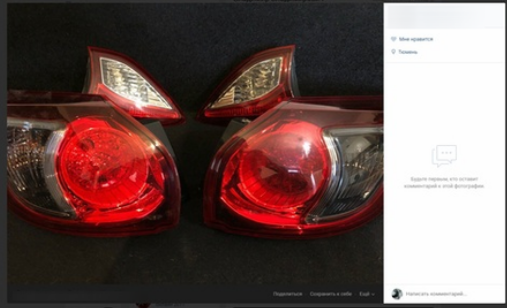 Мне нравится
Тюмень
Будьте первым, кто оставит
комментарий к этой фотографии
Поделиться Сохранить к себе Ещё
Написать комментарий...